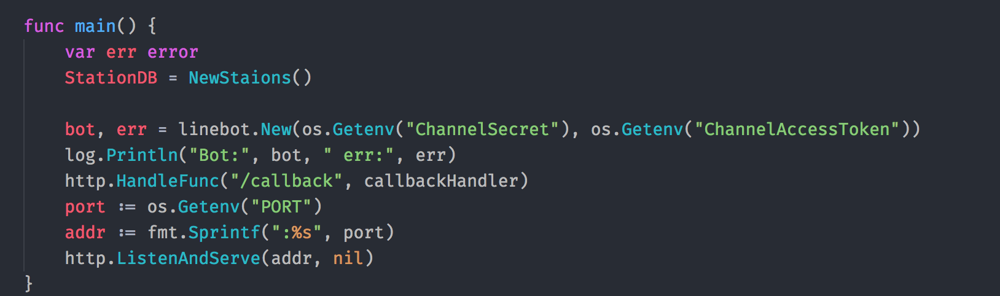 func main() {
    var err error
    StationDB = NewStaions()

    bot, err = linebot.New(os.Getenv("ChannelSecret"), os.Getenv("ChannelAccessToken"))
    log.Println("Bot:", bot, " err:", err)
    http.HandleFunc("/callback", callbackHandler)
    port := os.Getenv("PORT")
    addr := fmt.Sprintf(":%s", port)
    http.ListenAndServe(addr, nil)
}